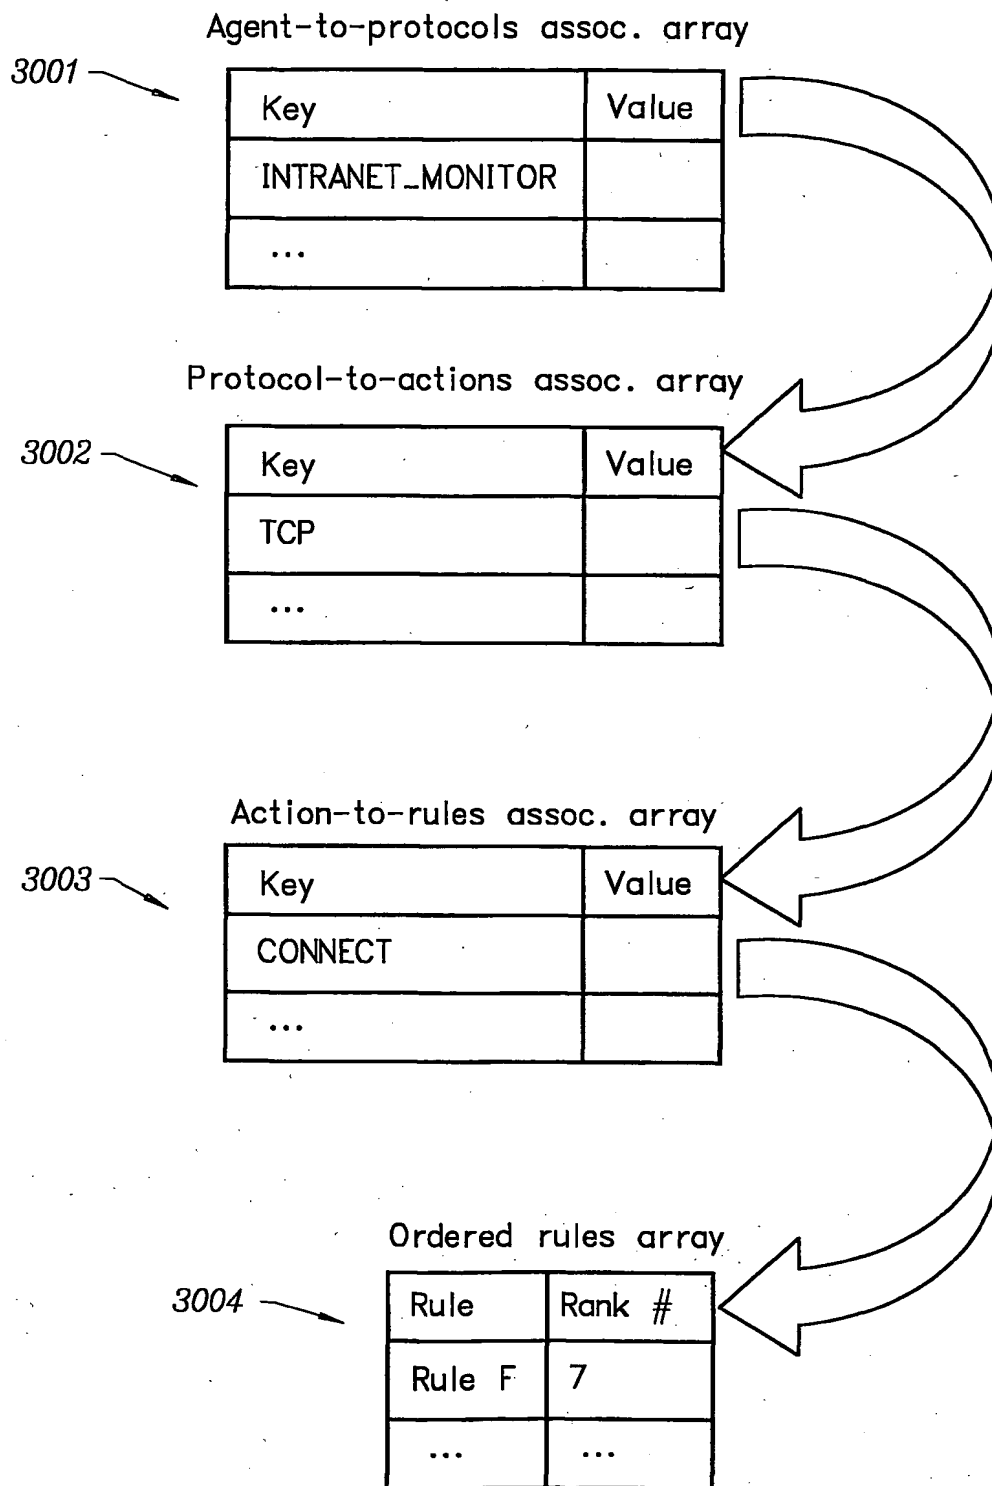 Agent-to-protocols assoc. array
3001
Key Value
INTRANET_MONITOR
...
Protocol-to-actions assoc. array
3002
Key Value
TCP
...
Action-to-rules assoc. array
3003
Key Value
CONNECT
...
Ordered rules array
3004
Rule Rank #
Rule F 7
... ...